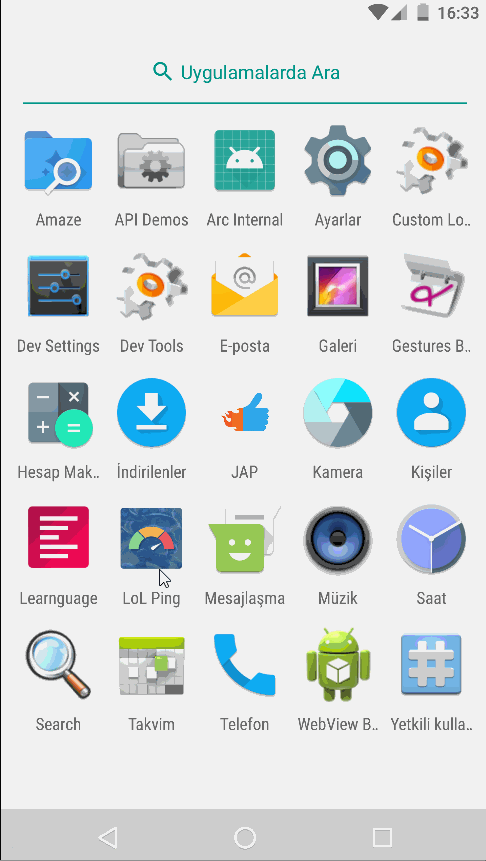 16:33
Uygulamalarda Ara
Amaze
API Demos
Arc Internal
Ayarlar
Custom Lo..
Dev Settings
Dev Tools
E-posta
Galeri
Gestures B..
Hesap Mak..
İndirilenler
JAP
Kamera
Kişiler
Learnguage
LoL Ping
Mesajlaşma
Müzik
Saat
Search
Takvim
Telefon
WebView B..
Yetkili kulla..